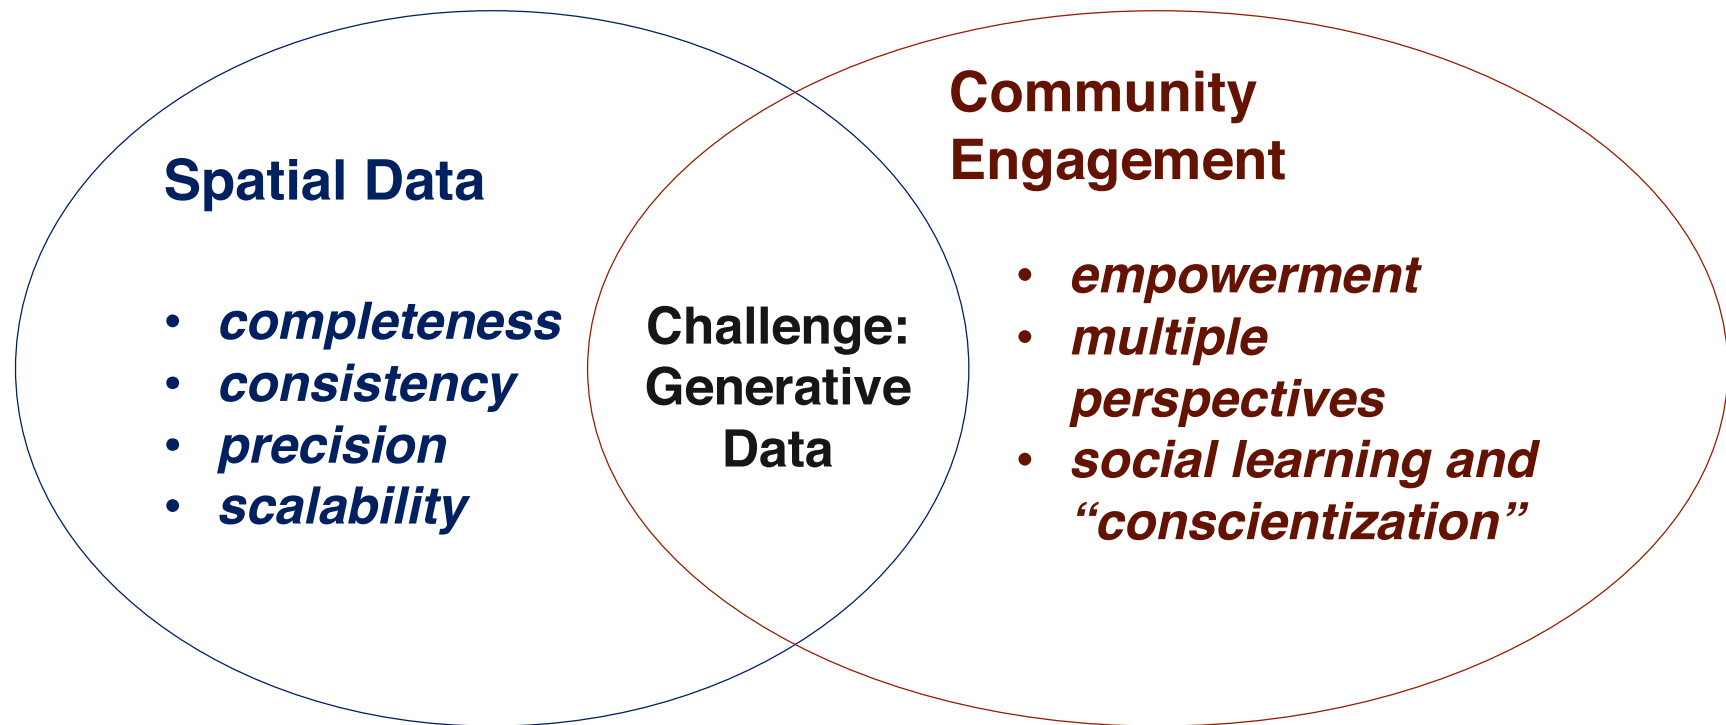 Spatial Data
• completeness
• consistency
• precision
• scalability
Challenge:
Generative
Data
Community
Engagement
• empowerment
• multiple
perspectives
• social learning and
“conscientization”